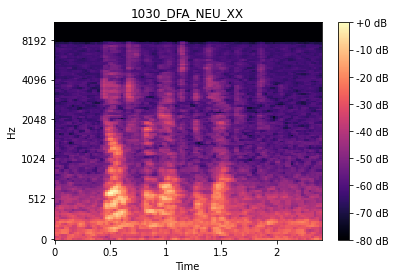 1030_DFA_NEU_XX
+0 dB
8192
-10 dB
4096
-20 dB
-30 dB
2048
-40 dB
Hz
1024
-50 dB
512
-60 dB
-70 dB
0
-80 dB
0 0.5 1 1.5 2
Time